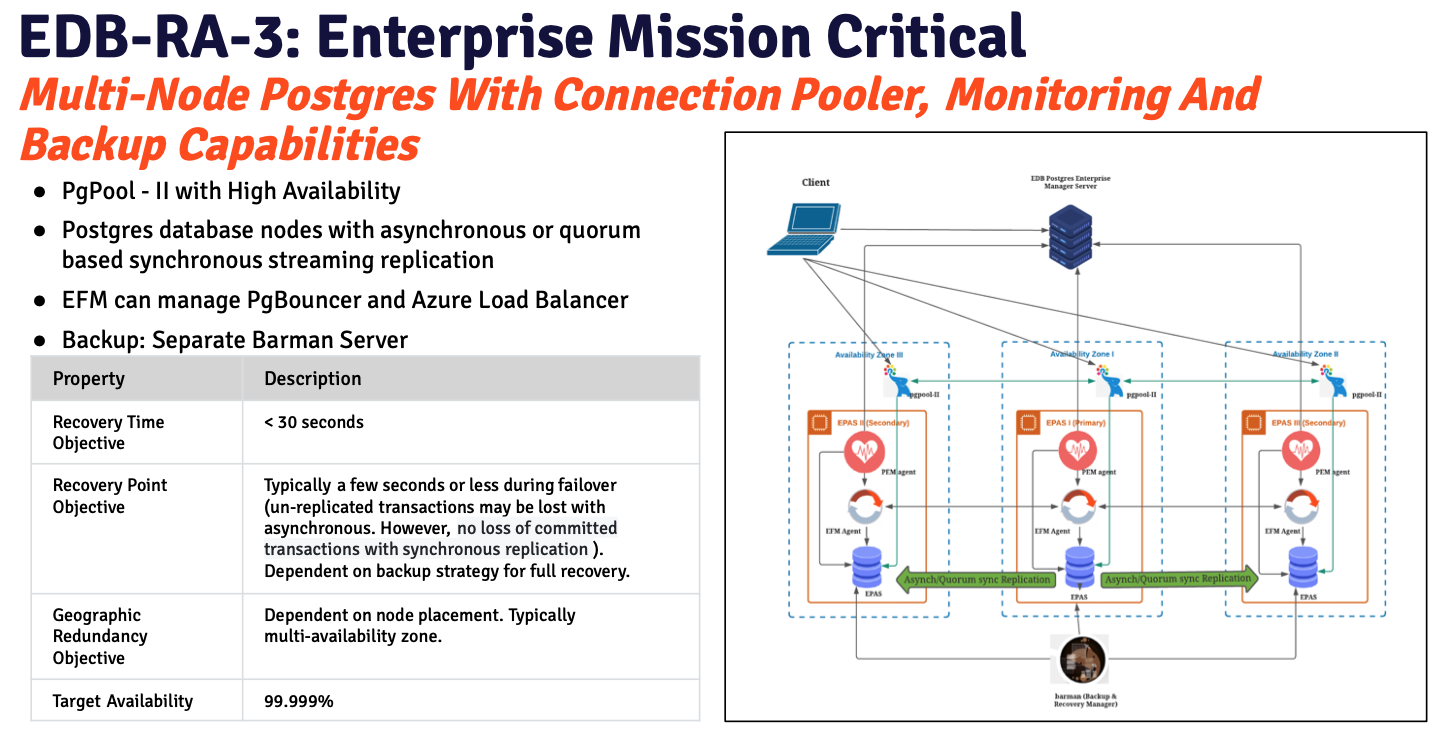 EDB-RA-3: Enterprise Mission Critical
Multi-Node Postgres With Connection Pooler, Monitoring And
Backup Capabilities
● PgPool - II with High Availability
● Postgres database nodes with asynchronous or quorum
based synchronous streaming replication
● EFM can manage PgBouncer and Azure Load Balancer
● Backup: Separate Barman Server
Property Description
Recovery Time
Objective
< 30 seconds
Recovery Point
Objective
Typically a few seconds or less during failover
(un-replicated transactions may be lost with
asynchronous. However, no loss of committed
transactions with synchronous replication ).
Dependent on backup strategy for full recovery.
Geographic
Redundancy
Objective
Dependent on node placement. Typically
multi-availability zone.
Target Availability 99.999%
Client
EDB Postgres Enterprise
Manager Server
Availability Zone III
Availability Zone I
Availability Zone II
pgpool-II
pgpool-II
pgpool-II
EPAS II (Secondary)
EPAS I (Primary)
EPAS III (Secondary)
PEM agent
PEM agent
PEM agent
EFM Agent
EFM Agent
EFM Agent
Asynch/Quorum sync Replication
Asynch/Quorum sync Replication
EPAS
EPAS
EPAS
barman (Backup &
Recovery Manager)